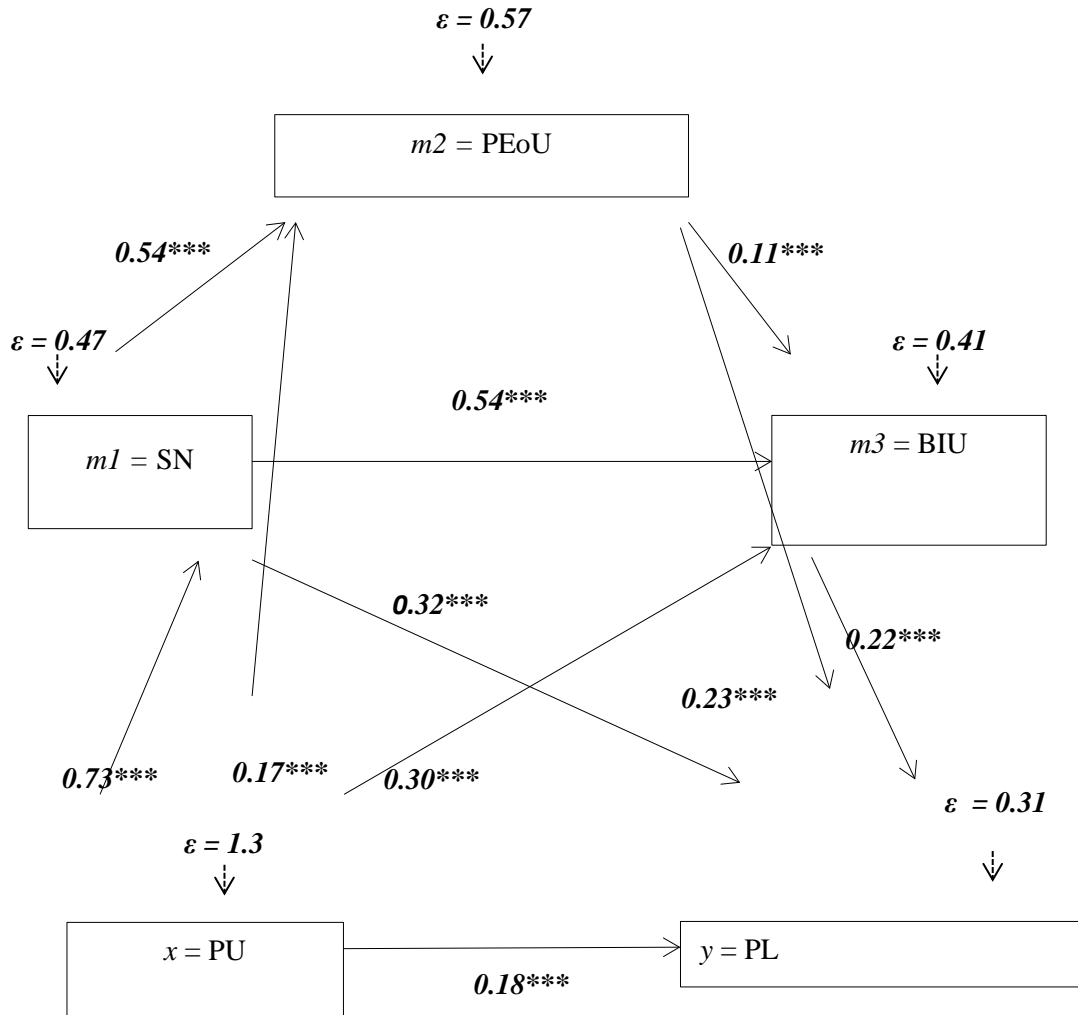 ε = 0.57
m2 = PEoU
0.54***
0.11***
ε = 0.47
ε = 0.41
0.54***
m1 = SN
m3 = BIU
0.32***
0.22***
0.23***
0.73***
0.17***
0.30***
ε = 0.31
ε = 1.3
x = PU
y = PL
0.18***